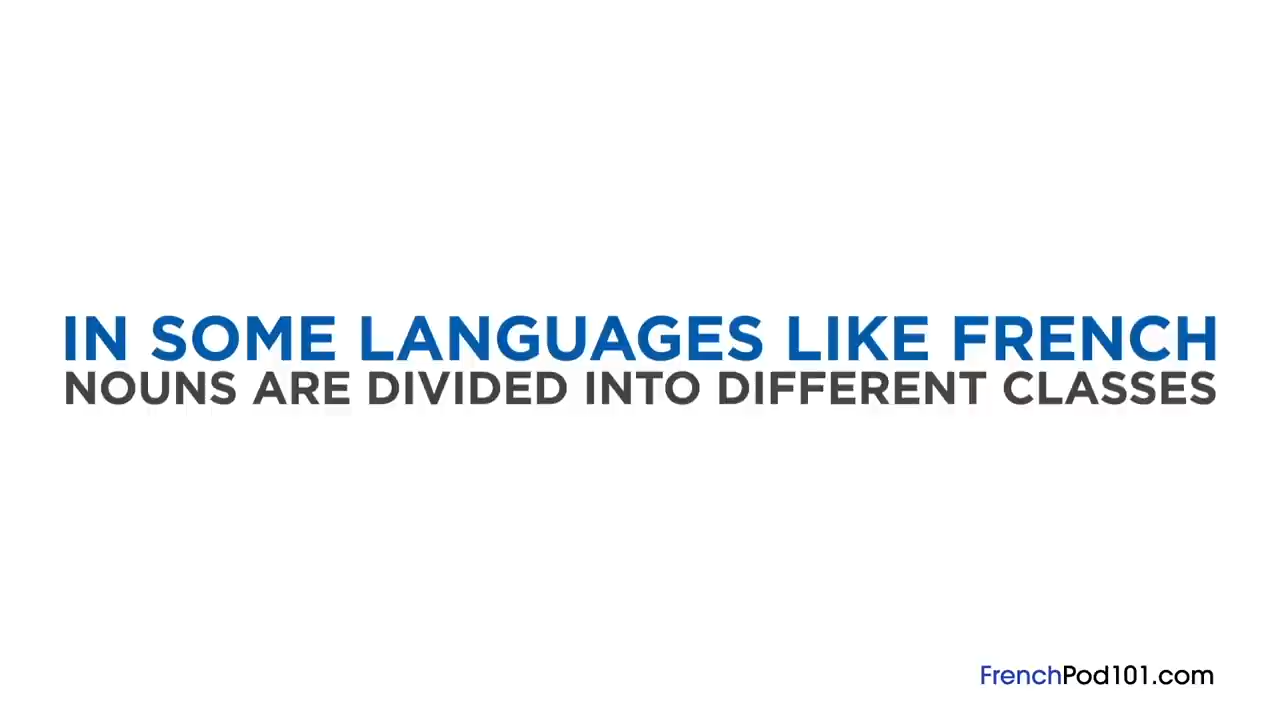 IN SOME LANGUAGES LIKE FRENCH
NOUNS ARE DIVIDED INTO DIFFERENT CLASSES
FrenchPod101.com